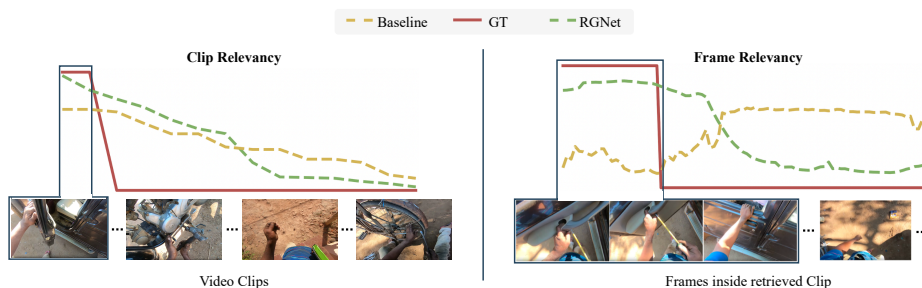 Baseline GT RGNet
Clip Relevancy
Frame Relevancy
... ... ...
... ...
Video Clips
Frames inside retrieved Clip